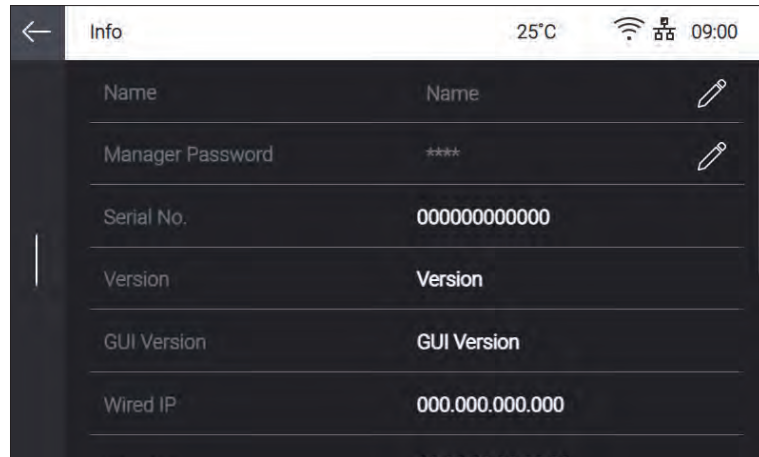 Info 25°C 09:00
Name Name
Manager Password ****
Serial No. 000000000000
Version Version
GUI Version GUI Version
Wired IP 000.000.000.000